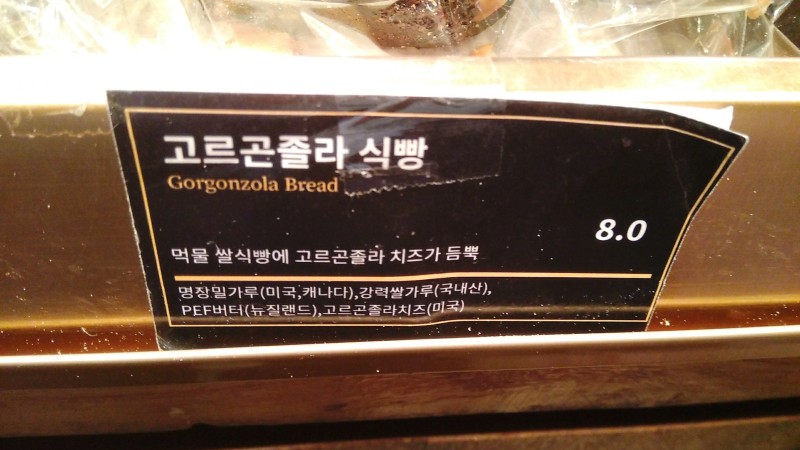 고르곤졸라 식빵
Gorgonzola Bread
8.0
먹물 쌀식빵에 고르곤졸라 치즈가 듬뿍
명장밀가루(미국,캐나다),강력쌀가루(국내산),
PEF버터(뉴질랜드),고르곤졸라치즈(미국)